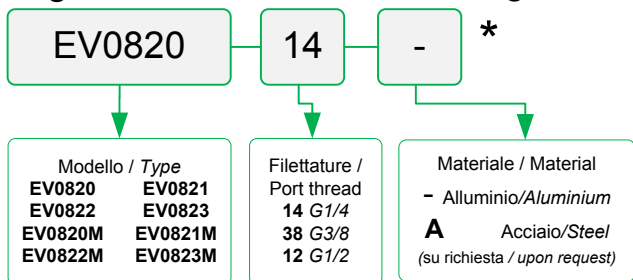 EV0820 14 - *
Modello / Type
EV0820 EV0821
EV0822 EV0823
EV0820M EV0821M
EV0822M EV0823M
Filettature /
Port thread
14 G1/4
38 G3/8
12 G1/2
Materiale / Material
- Alluminio/Aluminium
A Acciaio/Steel
(su richiesta / upon request)